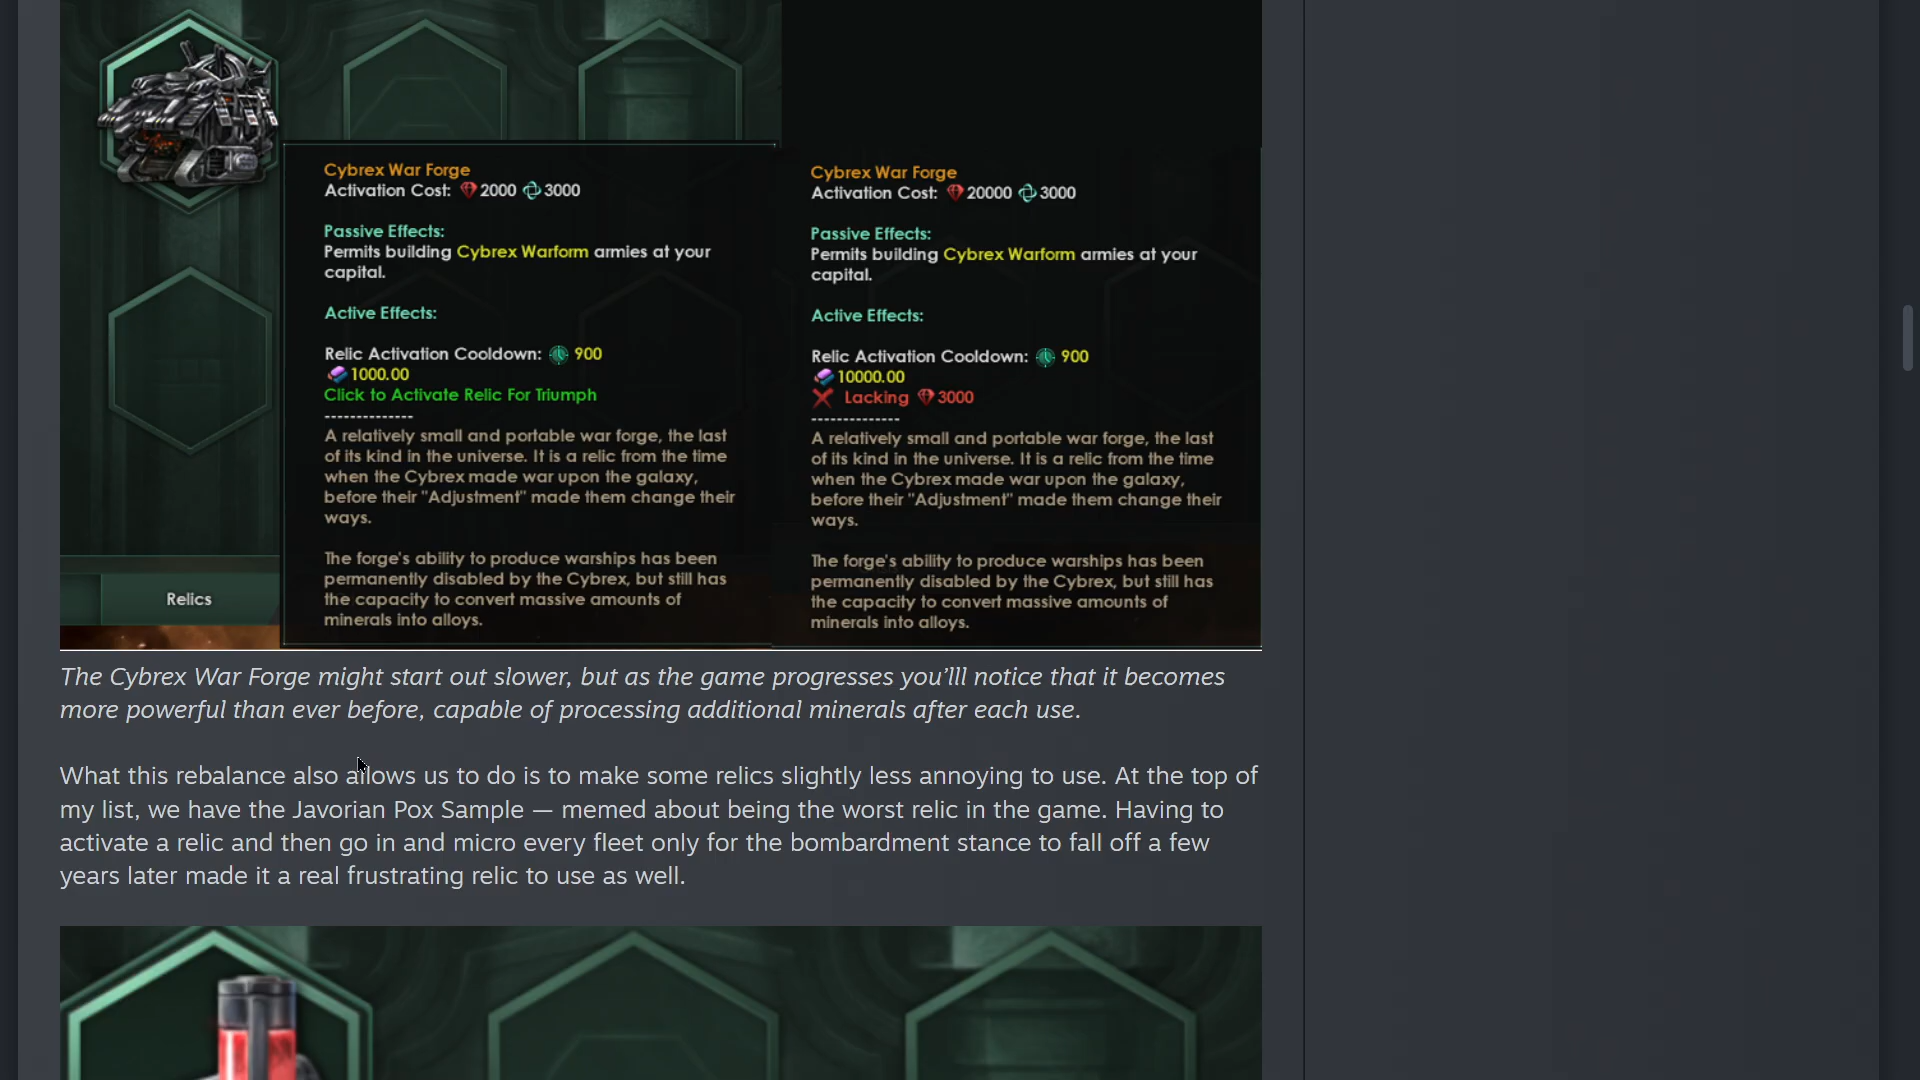 Cybrex War Forge
Activation Cost: 2000 3000
Passive Effects:
Permits building Cybrex Warform armies at your
capital.
Active Effects:
Relic Activation Cooldown: 900
1000.00
Click to Activate Relic For Triumph
--------------
A relatively small and portable war forge, the last
of its kind in the universe. It is a relic from the time
when the Cybrex made war upon the galaxy,
before their "Adjustment" made them change their
ways.
The forge's ability to produce warships has been
permanently disabled by the Cybrex, but still has
the capacity to convert massive amounts of
minerals into alloys.
Relics
Cybrex War Forge
Activation Cost: 20000 3000
Passive Effects:
Permits building Cybrex Warform armies at your
capital.
Active Effects:
Relic Activation Cooldown: 900
10000.00
Lacking 3000
--------------
A relatively small and portable war forge, the last
of its kind in the universe. It is a relic from the time
when the Cybrex made war upon the galaxy,
before their "Adjustment" made them change their
ways.
The forge's ability to produce warships has been
permanently disabled by the Cybrex, but still has
the capacity to convert massive amounts of
minerals into alloys.
The Cybrex War Forge might start out slower, but as the game progresses you’lll notice that it becomes
more powerful than ever before, capable of processing additional minerals after each use.
What this rebalance also allows us to do is to make some relics slightly less annoying to use. At the top of
my list, we have the Javorian Pox Sample — memed about being the worst relic in the game. Having to
activate a relic and then go in and micro every fleet only for the bombardment stance to fall off a few
years later made it a real frustrating relic to use as well.